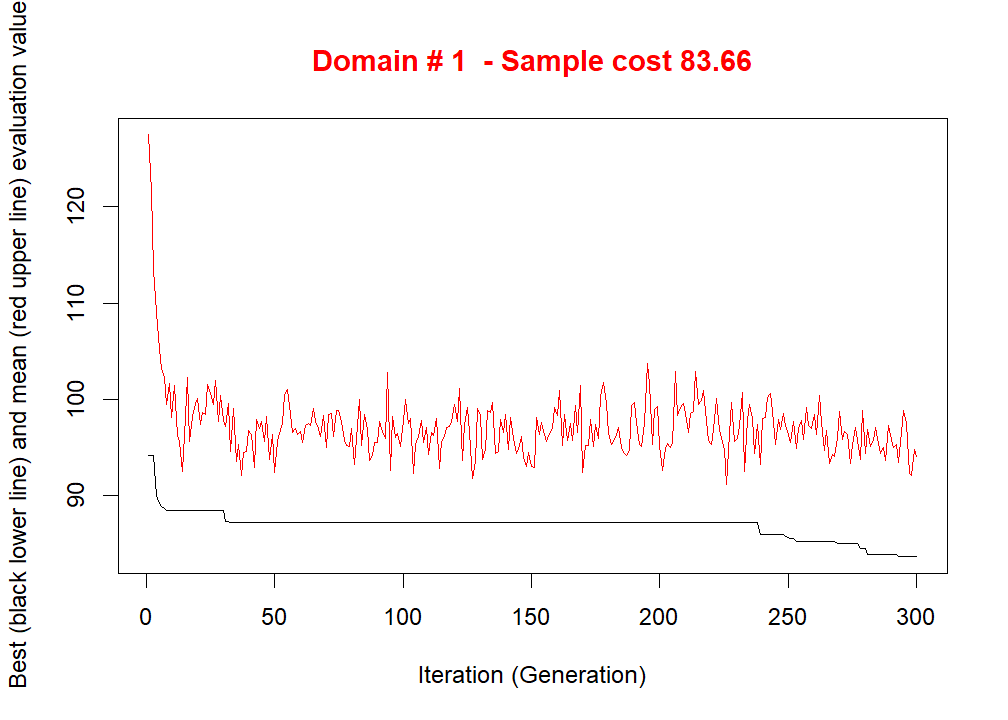 Domain # 1  - Sample cost 83.66
Best (black lower line) and mean (red upper line) evaluation value
120
110
100
90
0 50 100 150 200 250 300
Iteration (Generation)